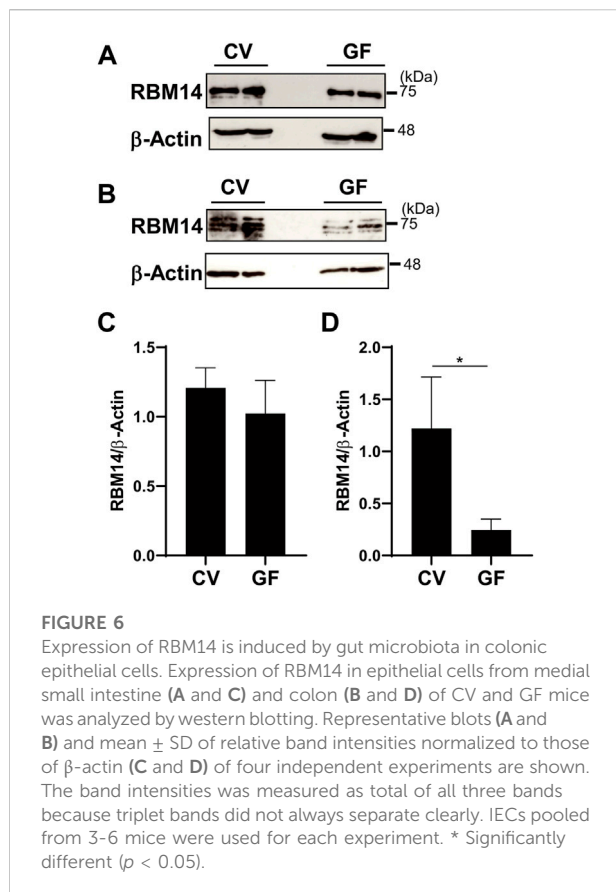 A
CV GF
(kDa)
RBM14
75
β-Actin
48
B
CV GF
(kDa)
RBM14
75
β-Actin
48
C
RBM14/β-Actin
1.5
1.0
0.5
0.0
CV GF
D
*
RBM14/β-Actin
2.0
1.5
1.0
0.5
0.0
CV GF
FIGURE 6
Expression of RBM14 is induced by gut microbiota in colonic
epithelial cells. Expression of RBM14 in epithelial cells from medial
small intestine (A and C) and colon (B and D) of CV and GF mice
was analyzed by western blotting. Representative blots (A and
B) and mean ± SD of relative band intensities normalized to those
of β-actin (C and D) of four independent experiments are shown.
The band intensities was measured as total of all three bands
because triplet bands did not always separate clearly. IECs pooled
from 3-6 mice were used for each experiment. * Significantly
different (p < 0.05).